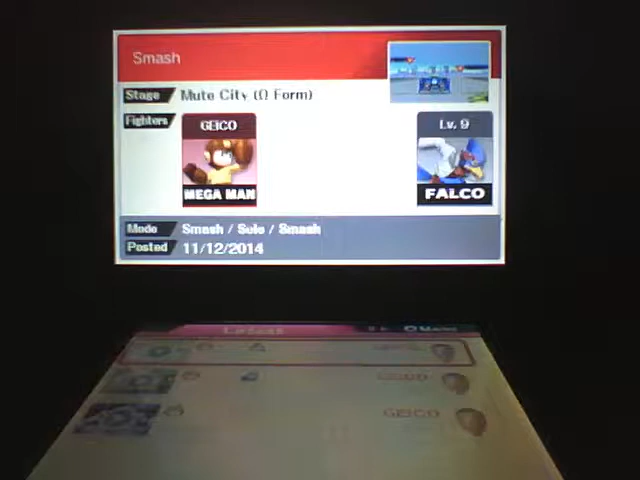 Smash
Stage Mute City (Ω Form)
Fighters
GEICO
Lv. 9
MEGA MAN
FALCO
Mode Smash / Solo / Smash
Posted 11/12/2014
Latest
GEICO
GEICO